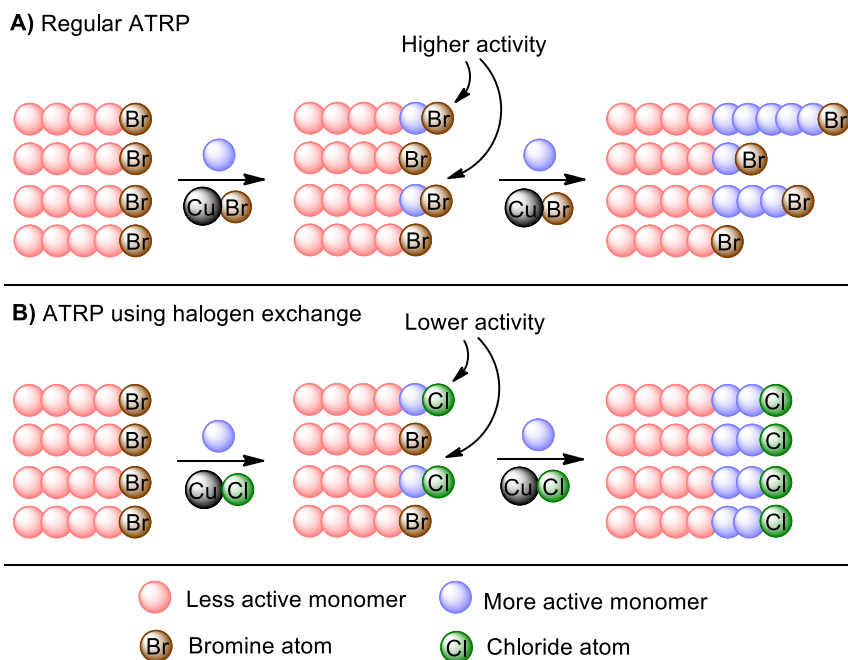 A) Regular ATRP
Higher activity
Br Br Br
Br Br Br
Cu Br Cu Br
Br Br Br
Br Br Br
B) ATRP using halogen exchange
Lower activity
Br Cl Cl
Br Br Cl
Cu Cl Cu Cl
Br Cl Cl
Br Br Cl
Less active monomer More active monomer
Br Bromine atom Cl Chloride atom